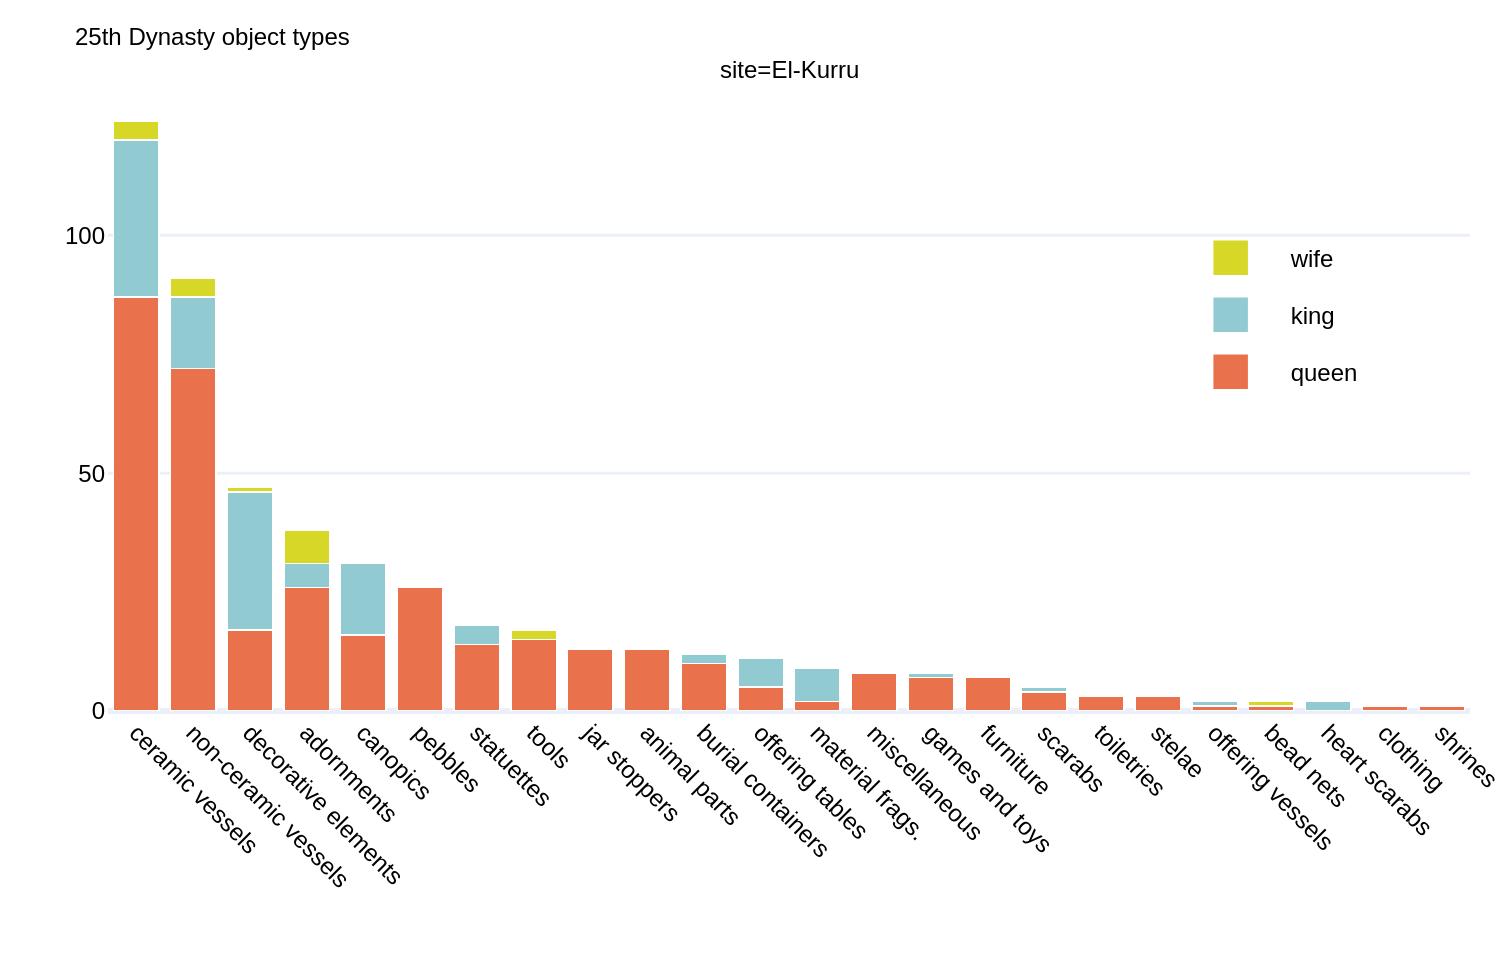 25th Dynasty object types
site=El-Kurru
100
50
0
wife
king
queen
ceramic vessels
non-ceramic vessels
decorative elements
adornments
canopics
pebbles
statuettes
tools
jar stoppers
animal parts
burial containers
offering tables
material frags.
miscellaneous
games and toys
furniture
scarabs
toiletries
stelae
offering vessels
bead nets
heart scarabs
clothing
shrines